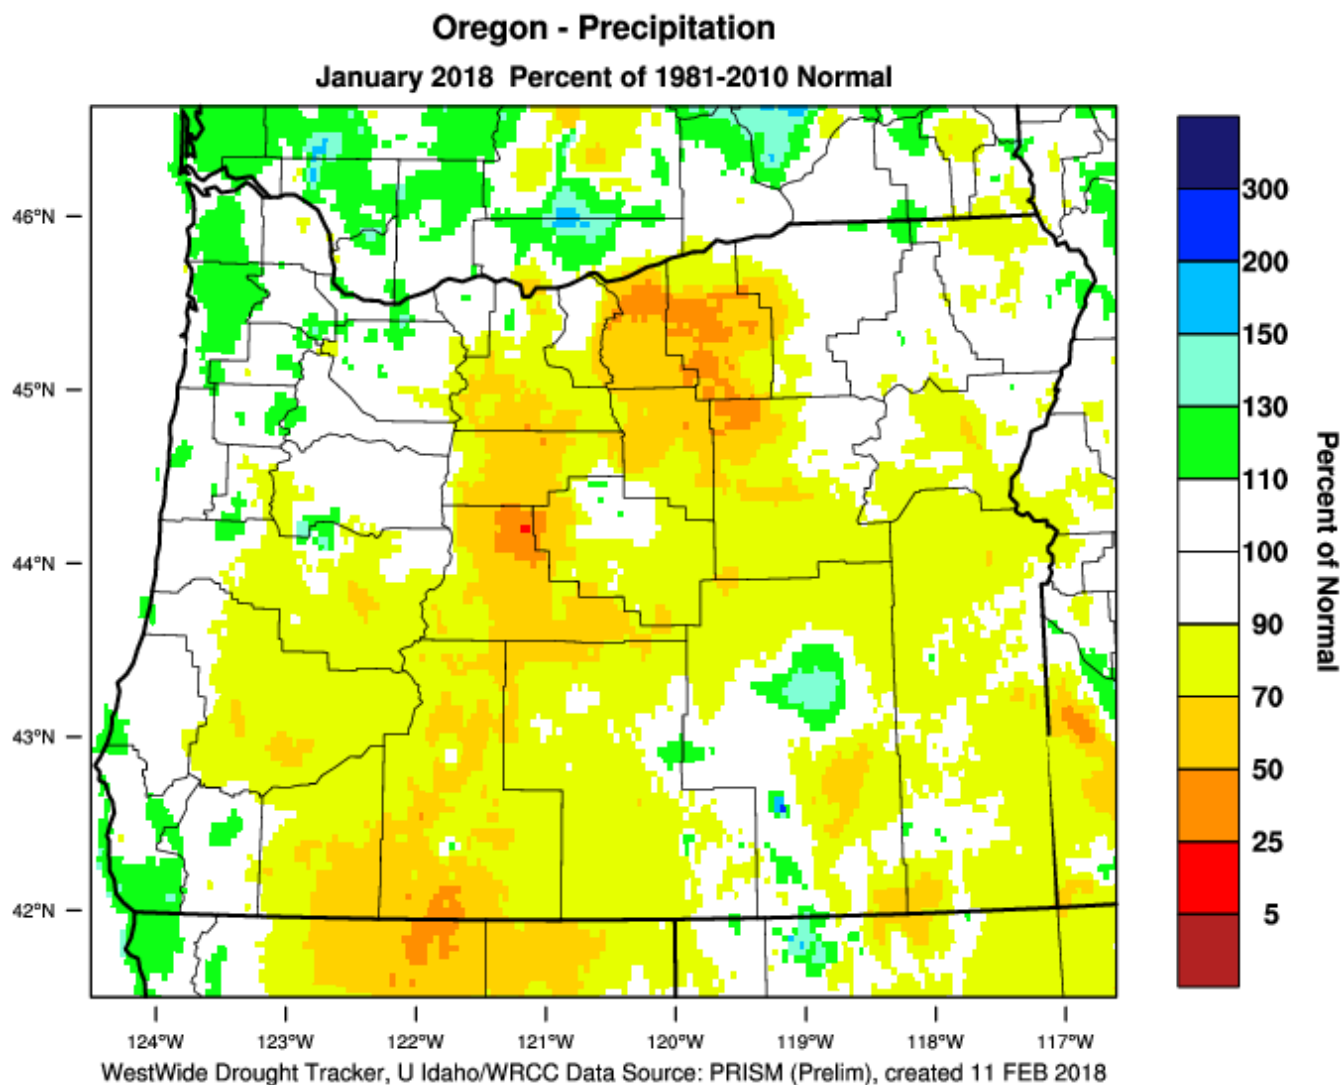 Oregon - Precipitation
January 2018 Percent of 1981-2010 Normal
46°N
45°N
44°N
43°N
42°N
124°W 123°W 122°W 121°W 120°W 119°W 118°W 117°W
300
200
150
130
110
100
90
70
50
25
5
Percent of Normal
WestWide Drought Tracker, U Idaho/WRCC Data Source: PRISM (Prelim), created 11 FEB 2018